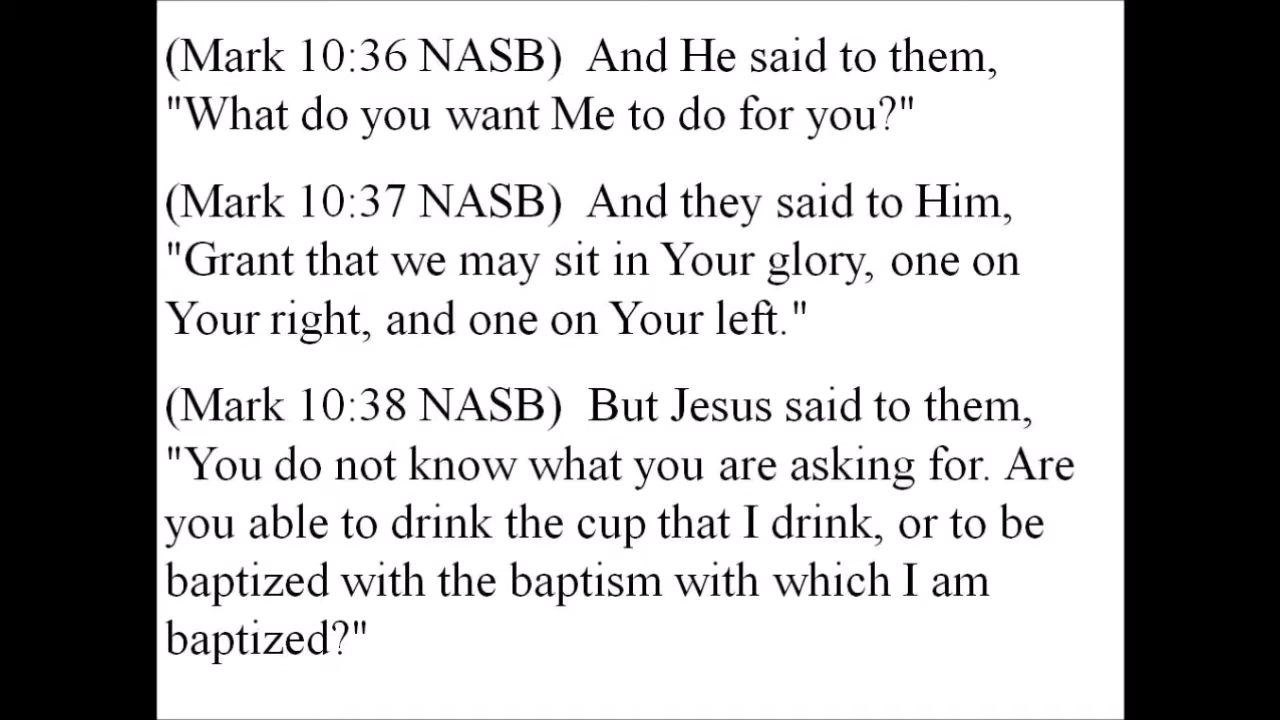 (Mark 10:36 NASB)  And He said to them,
"What do you want Me to do for you?"
(Mark 10:37 NASB)  And they said to Him,
"Grant that we may sit in Your glory, one on
Your right, and one on Your left."
(Mark 10:38 NASB)  But Jesus said to them,
"You do not know what you are asking for. Are
you able to drink the cup that I drink, or to be
baptized with the baptism with which I am
baptized?"